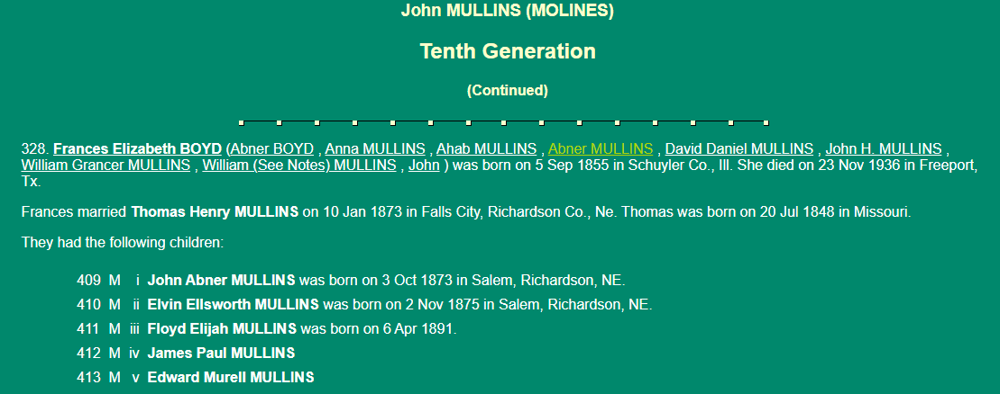 John MULLINS (MOLINES)
Tenth Generation
(Continued)
328. Frances Elizabeth BOYD (Abner BOYD , Anna MULLINS , Ahab MULLINS , Abner MULLINS , David Daniel MULLINS , John H. MULLINS ,
William Grancer MULLINS , William (See Notes) MULLINS , John ) was born on 5 Sep 1855 in Schuyler Co., Ill. She died on 23 Nov 1936 in Freeport,
Tx.
Frances married Thomas Henry MULLINS on 10 Jan 1873 in Falls City, Richardson Co., Ne. Thomas was born on 20 Jul 1848 in Missouri.
They had the following children:
409 M i John Abner MULLINS was born on 3 Oct 1873 in Salem, Richardson, NE.
410 M ii Elvin Ellsworth MULLINS was born on 2 Nov 1875 in Salem, Richardson, NE.
411 M iii Floyd Elijah MULLINS was born on 6 Apr 1891.
412 M iv James Paul MULLINS
413 M v Edward Murell MULLINS